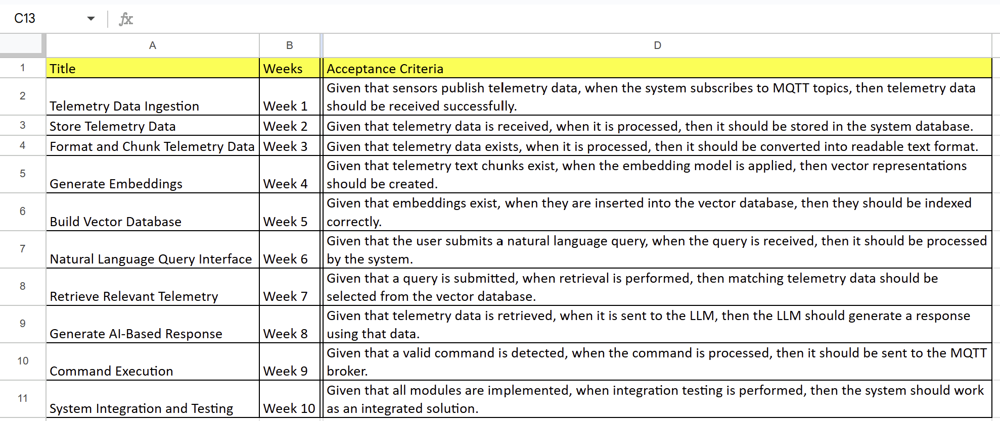 C13 fx
A B D
1 Title Weeks Acceptance Criteria
2 Telemetry Data Ingestion Week 1 Given that sensors publish telemetry data, when the system subscribes to MQTT topics, then telemetry data
should be received successfully.
3 Store Telemetry Data Week 2 Given that telemetry data is received, when it is processed, then it should be stored in the system database.
4 Format and Chunk Telemetry Data Week 3 Given that telemetry data exists, when it is processed, then it should be converted into readable text format.
5 Generate Embeddings Week 4 Given that telemetry text chunks exist, when the embedding model is applied, then vector representations
should be created.
6 Build Vector Database Week 5 Given that embeddings exist, when they are inserted into the vector database, then they should be indexed
correctly.
7 Natural Language Query Interface Week 6 Given that the user submits a natural language query, when the query is received, then it should be processed
by the system.
8 Retrieve Relevant Telemetry Week 7 Given that a query is submitted, when retrieval is performed, then matching telemetry data should be
selected from the vector database.
9 Generate AI-Based Response Week 8 Given that telemetry data is retrieved, when it is sent to the LLM, then the LLM should generate a response
using that data.
10 Command Execution Week 9 Given that a valid command is detected, when the command is processed, then it should be sent to the MQTT
broker.
11 System Integration and Testing Week 10 Given that all modules are implemented, when integration testing is performed, then the system should work
as an integrated solution.